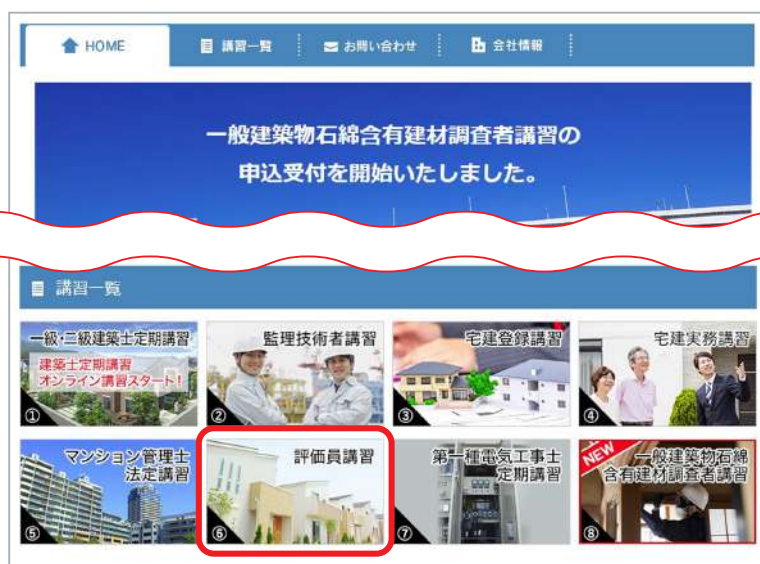 HOME
講習一覧
お問い合わせ
会社情報
一般建築物石綿含有建材調査者講習の
申込受付を開始いたしました。
講習一覧
一級・二級建築士定期講習
建築士定期講習
オンライン講習スタート！
①
監理技術者講習
②
宅建登録講習
③
宅建実務講習
④
マンション管理士
法定講習
⑤
評価員講習
⑥
第一種電気工事士
定期講習
⑦
NEW
一般建築物石綿
含有建材調査者講習
⑧